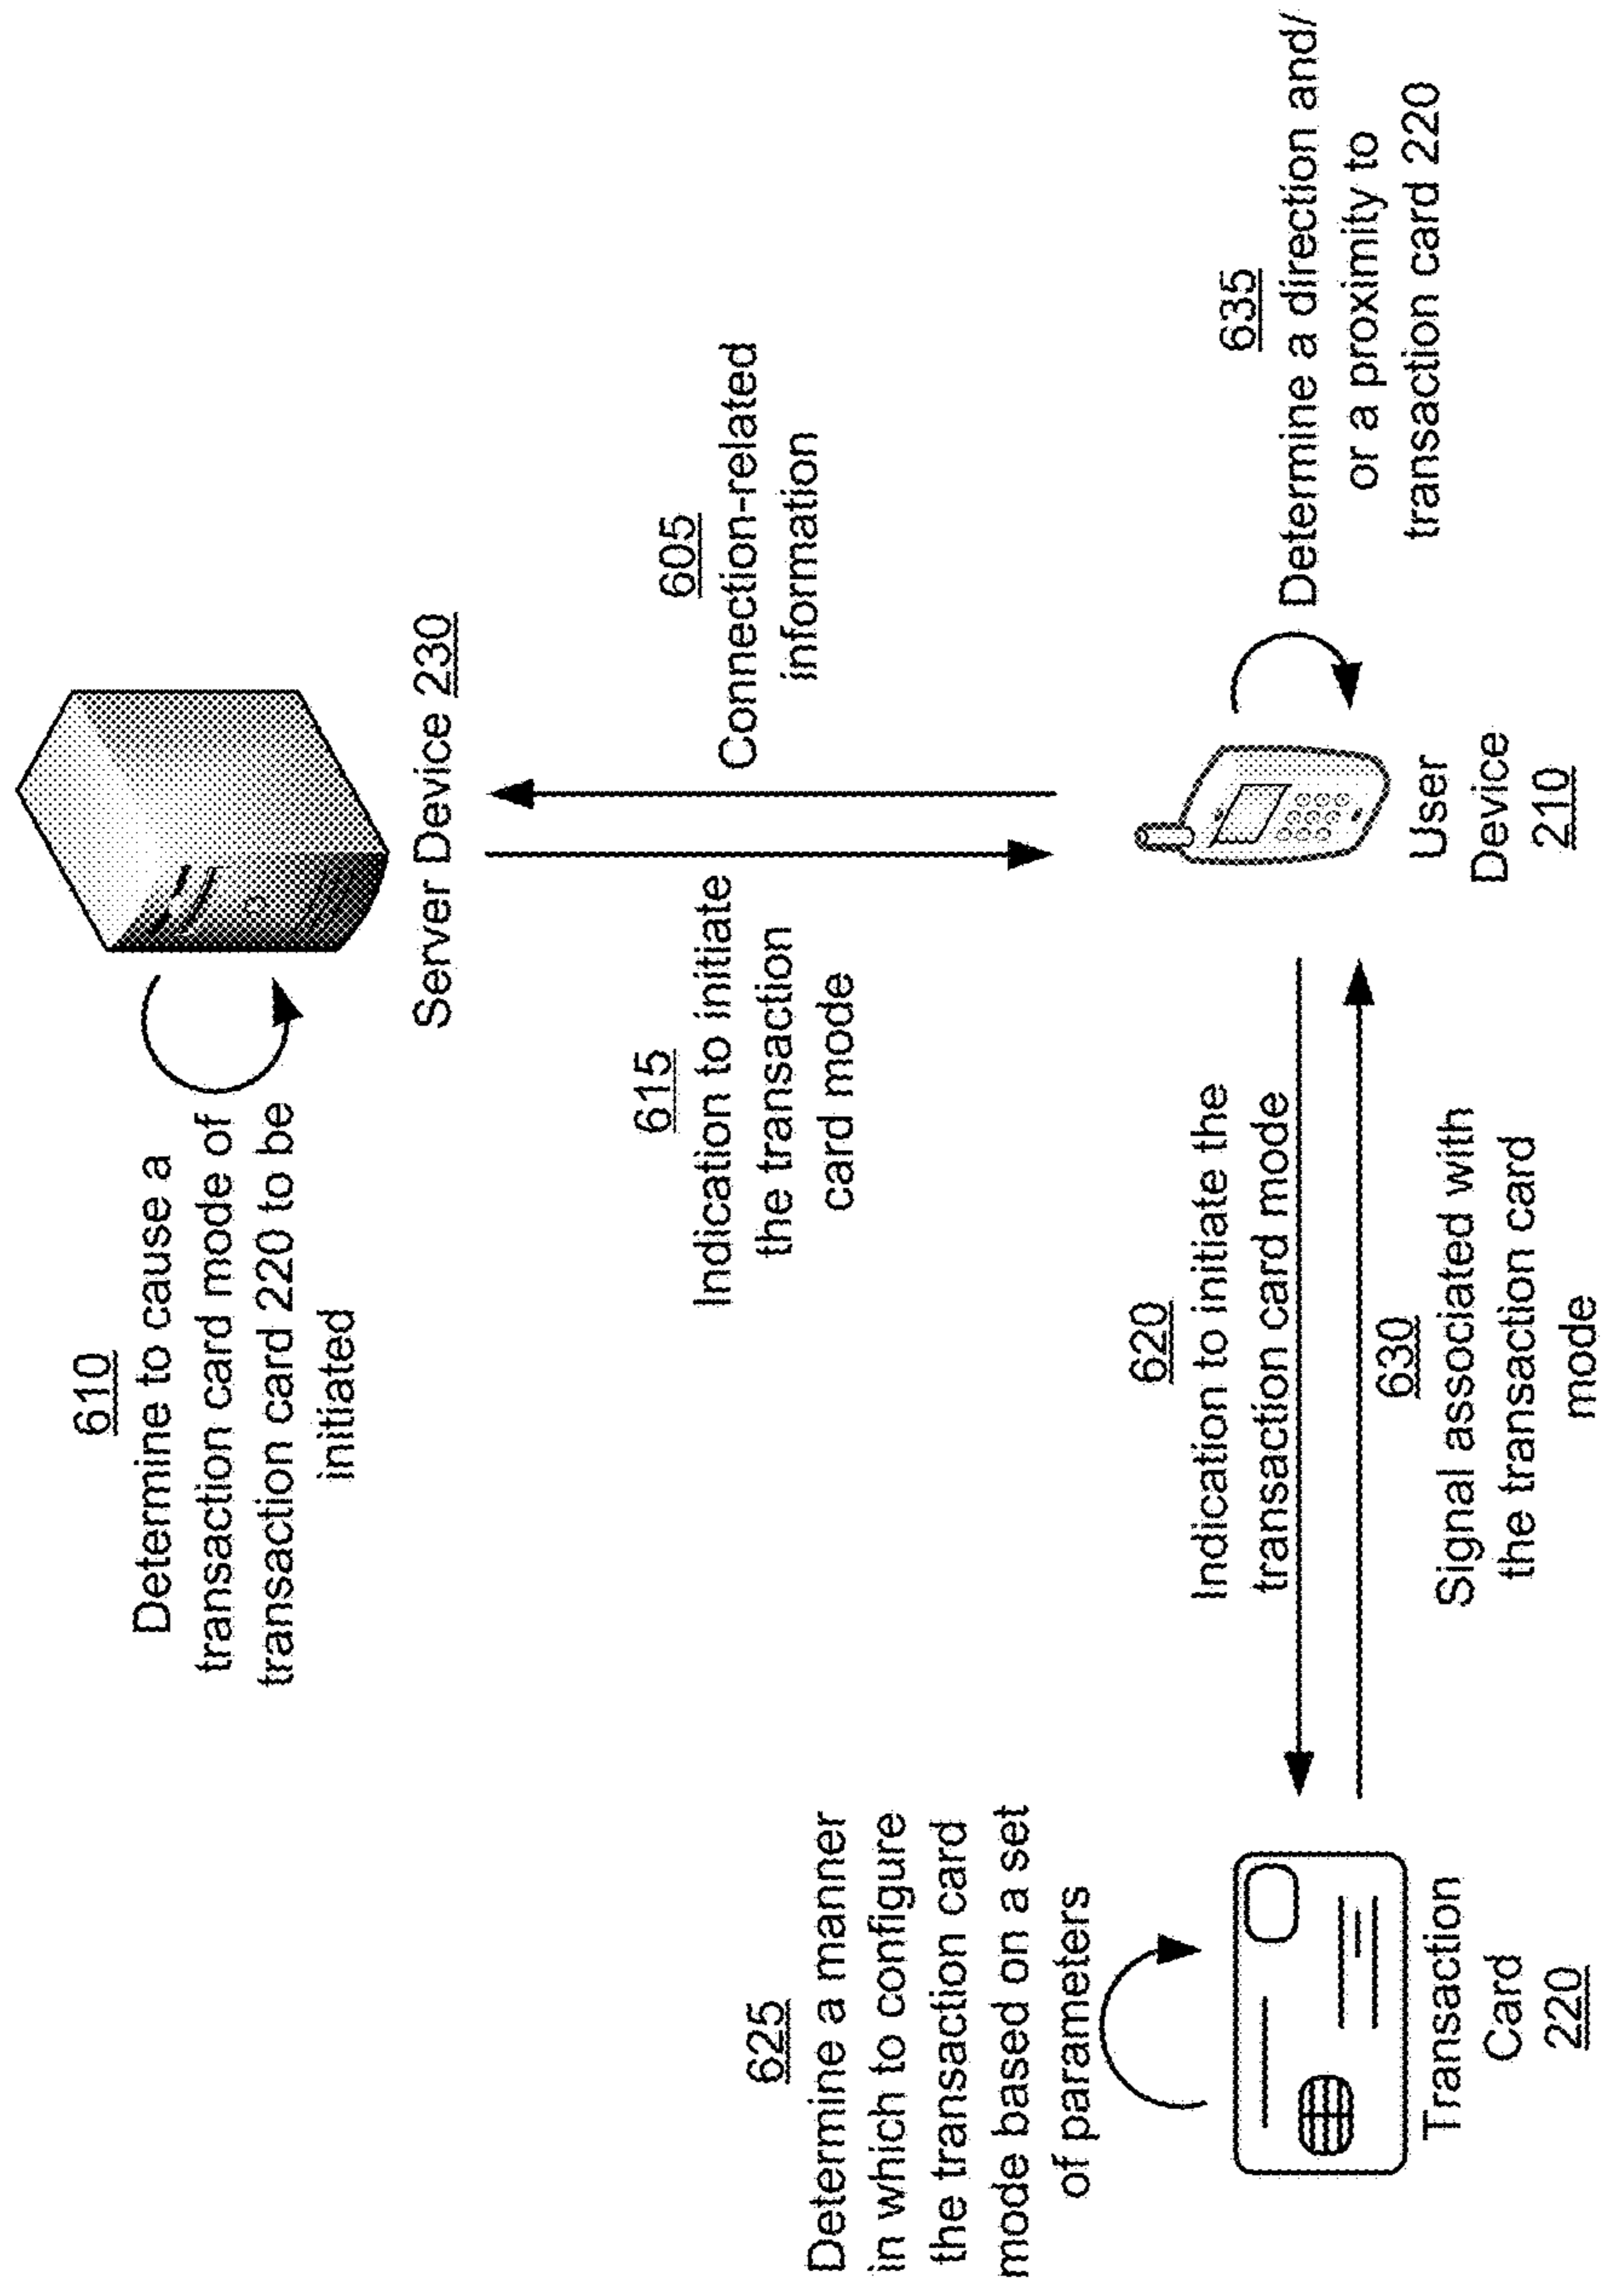 610
Determine to cause a
transaction card mode of
transaction card 220 to be
initiated
Server Device 230
615
Indication to initiate
the transaction
card mode
605
Connection-related
information
625
Determine a manner
in which to configure
the transaction card
mode based on a set
of parameters
620
Indication to initiate the
transaction card mode
630
Signal associated with
the transaction card
mode
635
Determine a direction and/
or a proximity to
transaction card 220
Transaction
Card
220
User
Device
210